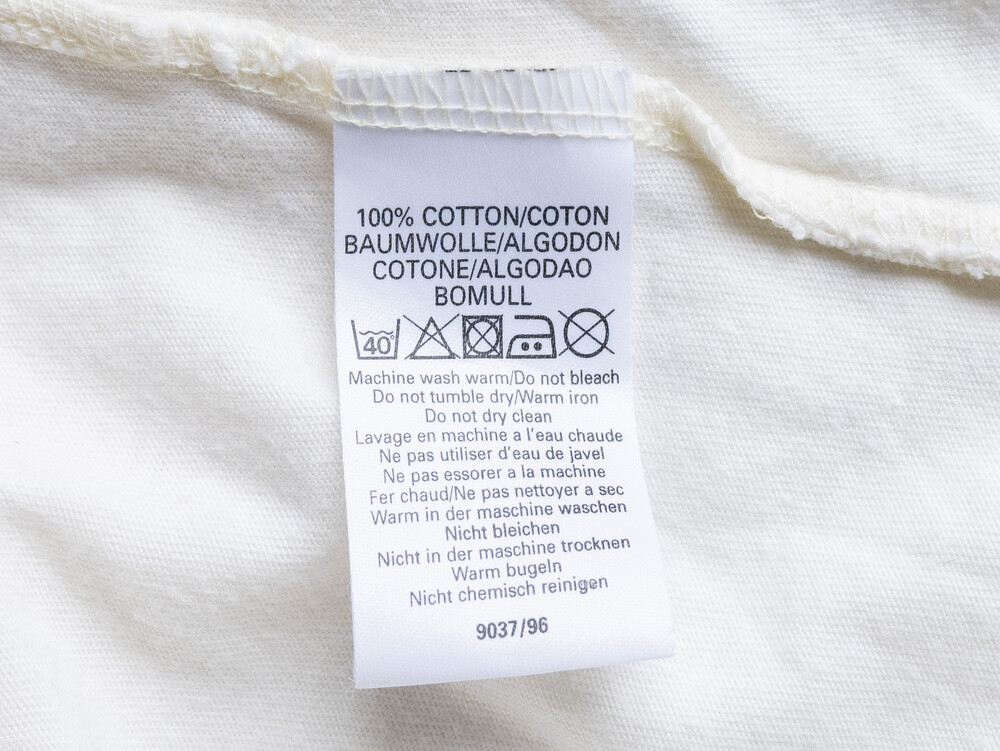 100% COTTON/COTON
BAUMWOLLE/ALGODON
COTONE/ALGODAO
BOMULL
40
Machine wash warm/Do not bleach
Do not tumble dry/Warm iron
Do not dry clean
Lavage en machine a l'eau chaude
Ne pas utiliser d'eau de javel
Ne pas essorer a la machine
Fer chaud/Ne pas nettoyer a sec
Warm in der maschine waschen
Nicht bleichen
Nicht in der maschine trocknen
Warm bugeln
Nicht chemisch reinigen
9037/96